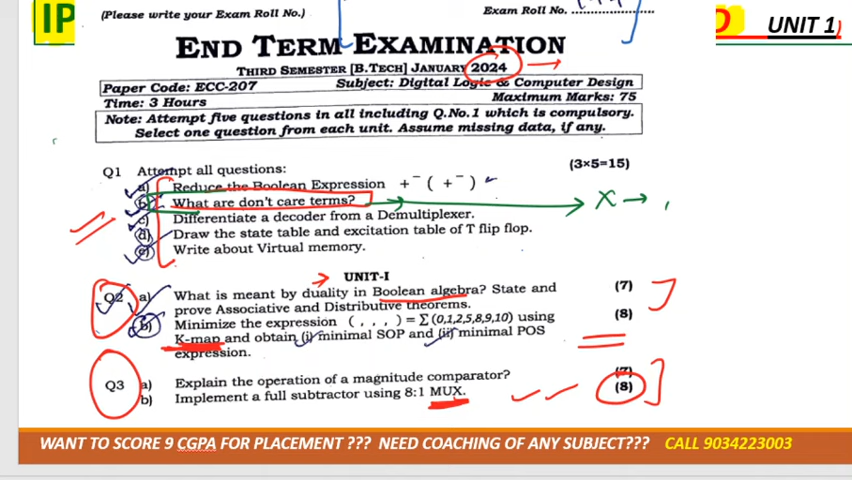 IP
(Please write your Exam Roll No.)
Exam Roll No. ..................
D
UNIT 1)
END TERM EXAMINATION
THIRD SEMESTER [B.TECH] JANUARY 2024 →
Paper Code: ECC-207 Subject: Digital Logic & Computer Design
Time: 3 Hours Maximum Marks: 75
Note: Attempt five questions in all including Q.No.1 which is compulsory.
Select one question from each unit. Assume missing data, if any.
Q1 Attempt all questions: (3×5=15)
a) Reduce the Boolean Expression +‾(+‾)
b) What are don't care terms? → X →
c) Differentiate a decoder from a Demultiplexer.
d) Draw the state table and excitation table of T flip flop.
e) Write about Virtual memory.
→ UNIT-I
Q2 a) What is meant by duality in Boolean algebra? State and (7)
prove Associative and Distributive theorems.
b) Minimize the expression ( , , , ) = Σ(0,1,2,5,8,9,10) using (8)
K-map and obtain (i) minimal SOP and (ii) minimal POS
expression.
Q3 a) Explain the operation of a magnitude comparator? (7)
b) Implement a full subtractor using 8:1 MUX. (8)
WANT TO SCORE 9 CGPA FOR PLACEMENT ??? NEED COACHING OF ANY SUBJECT??? CALL 9034223003